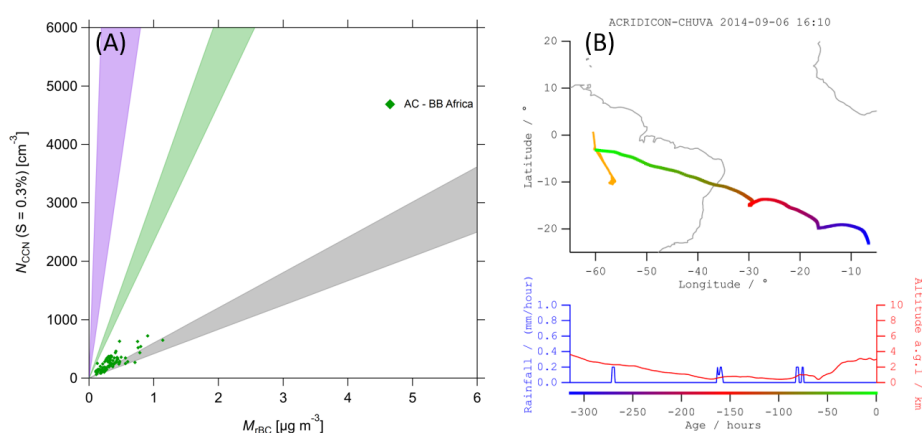 (A)
6000
5000
4000
3000
2000
1000
0
N_CCN (S = 0.3%) [cm⁻³]
AC - BB Africa
0 1 2 3 4 5 6
M_rBC [µg m⁻³]
ACRIDICON-CHUVA 2014-09-06 16:10
(B)
20
10
0
-10
-20
Latitude / °
-60 -50 -40 -30 -20 -10
Longitude / °
1.0
0.8
0.6
0.4
0.2
0.0
Rainfall / (mm/hour)
10
8
6
4
2
0
Altitude a.g.l / km
-300 -250 -200 -150 -100 -50 0
Age / hours